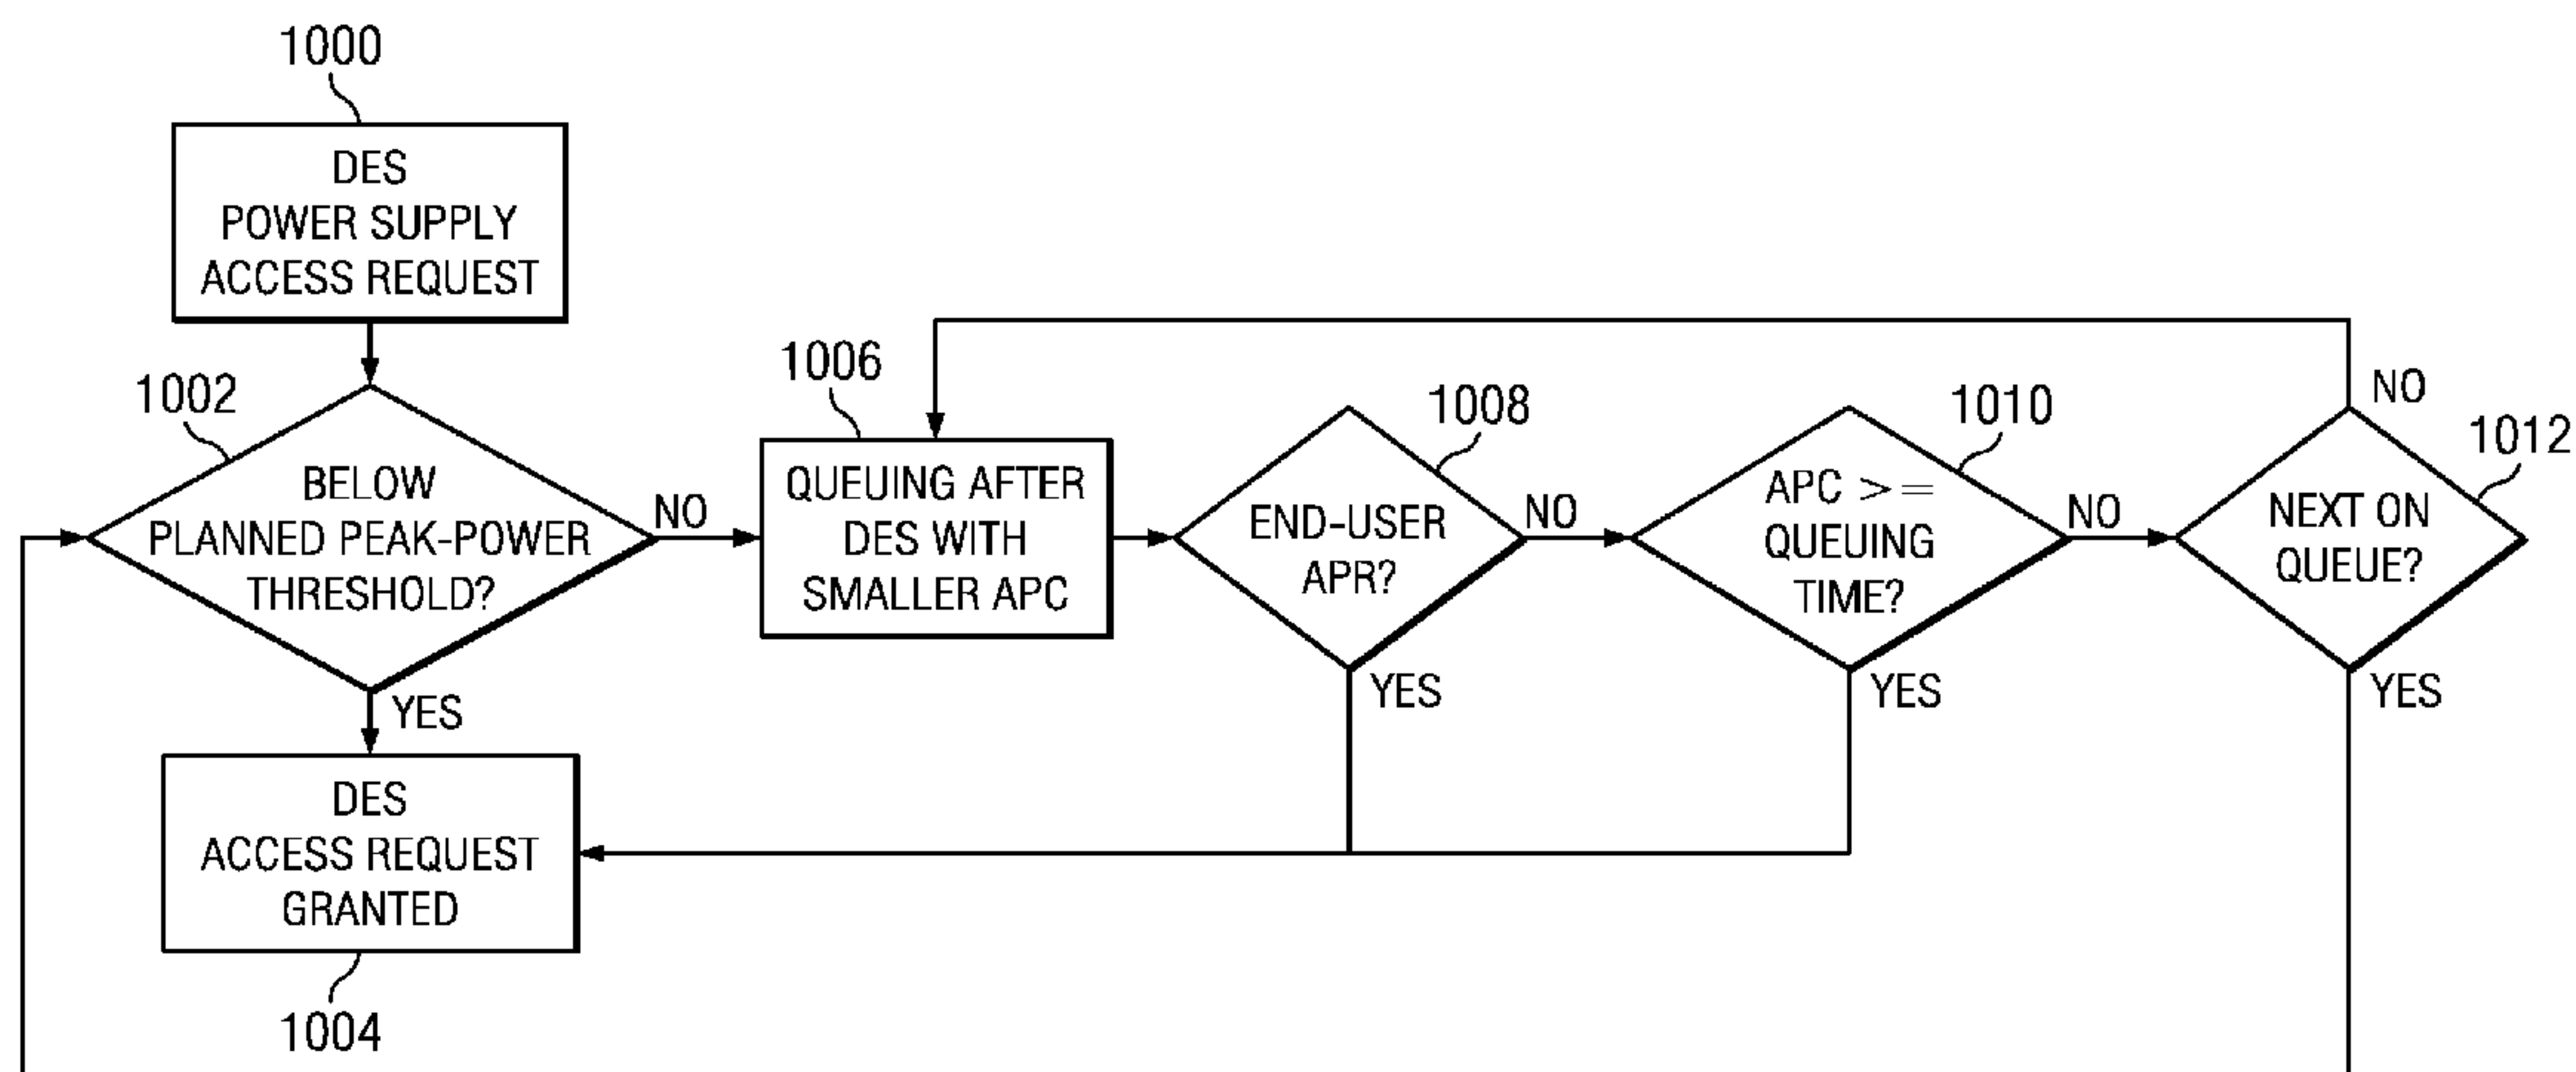 1000
DES
POWER SUPPLY
ACCESS REQUEST
1002
BELOW
PLANNED PEAK-POWER
THRESHOLD?
NO
YES
DES
ACCESS REQUEST
GRANTED
1004
1006
QUEUING AFTER
DES WITH
SMALLER APC
1008
END-USER
APR?
NO
YES
1010
APC >=
QUEUING
TIME?
NO
YES
1012
NEXT ON
QUEUE?
NO
YES